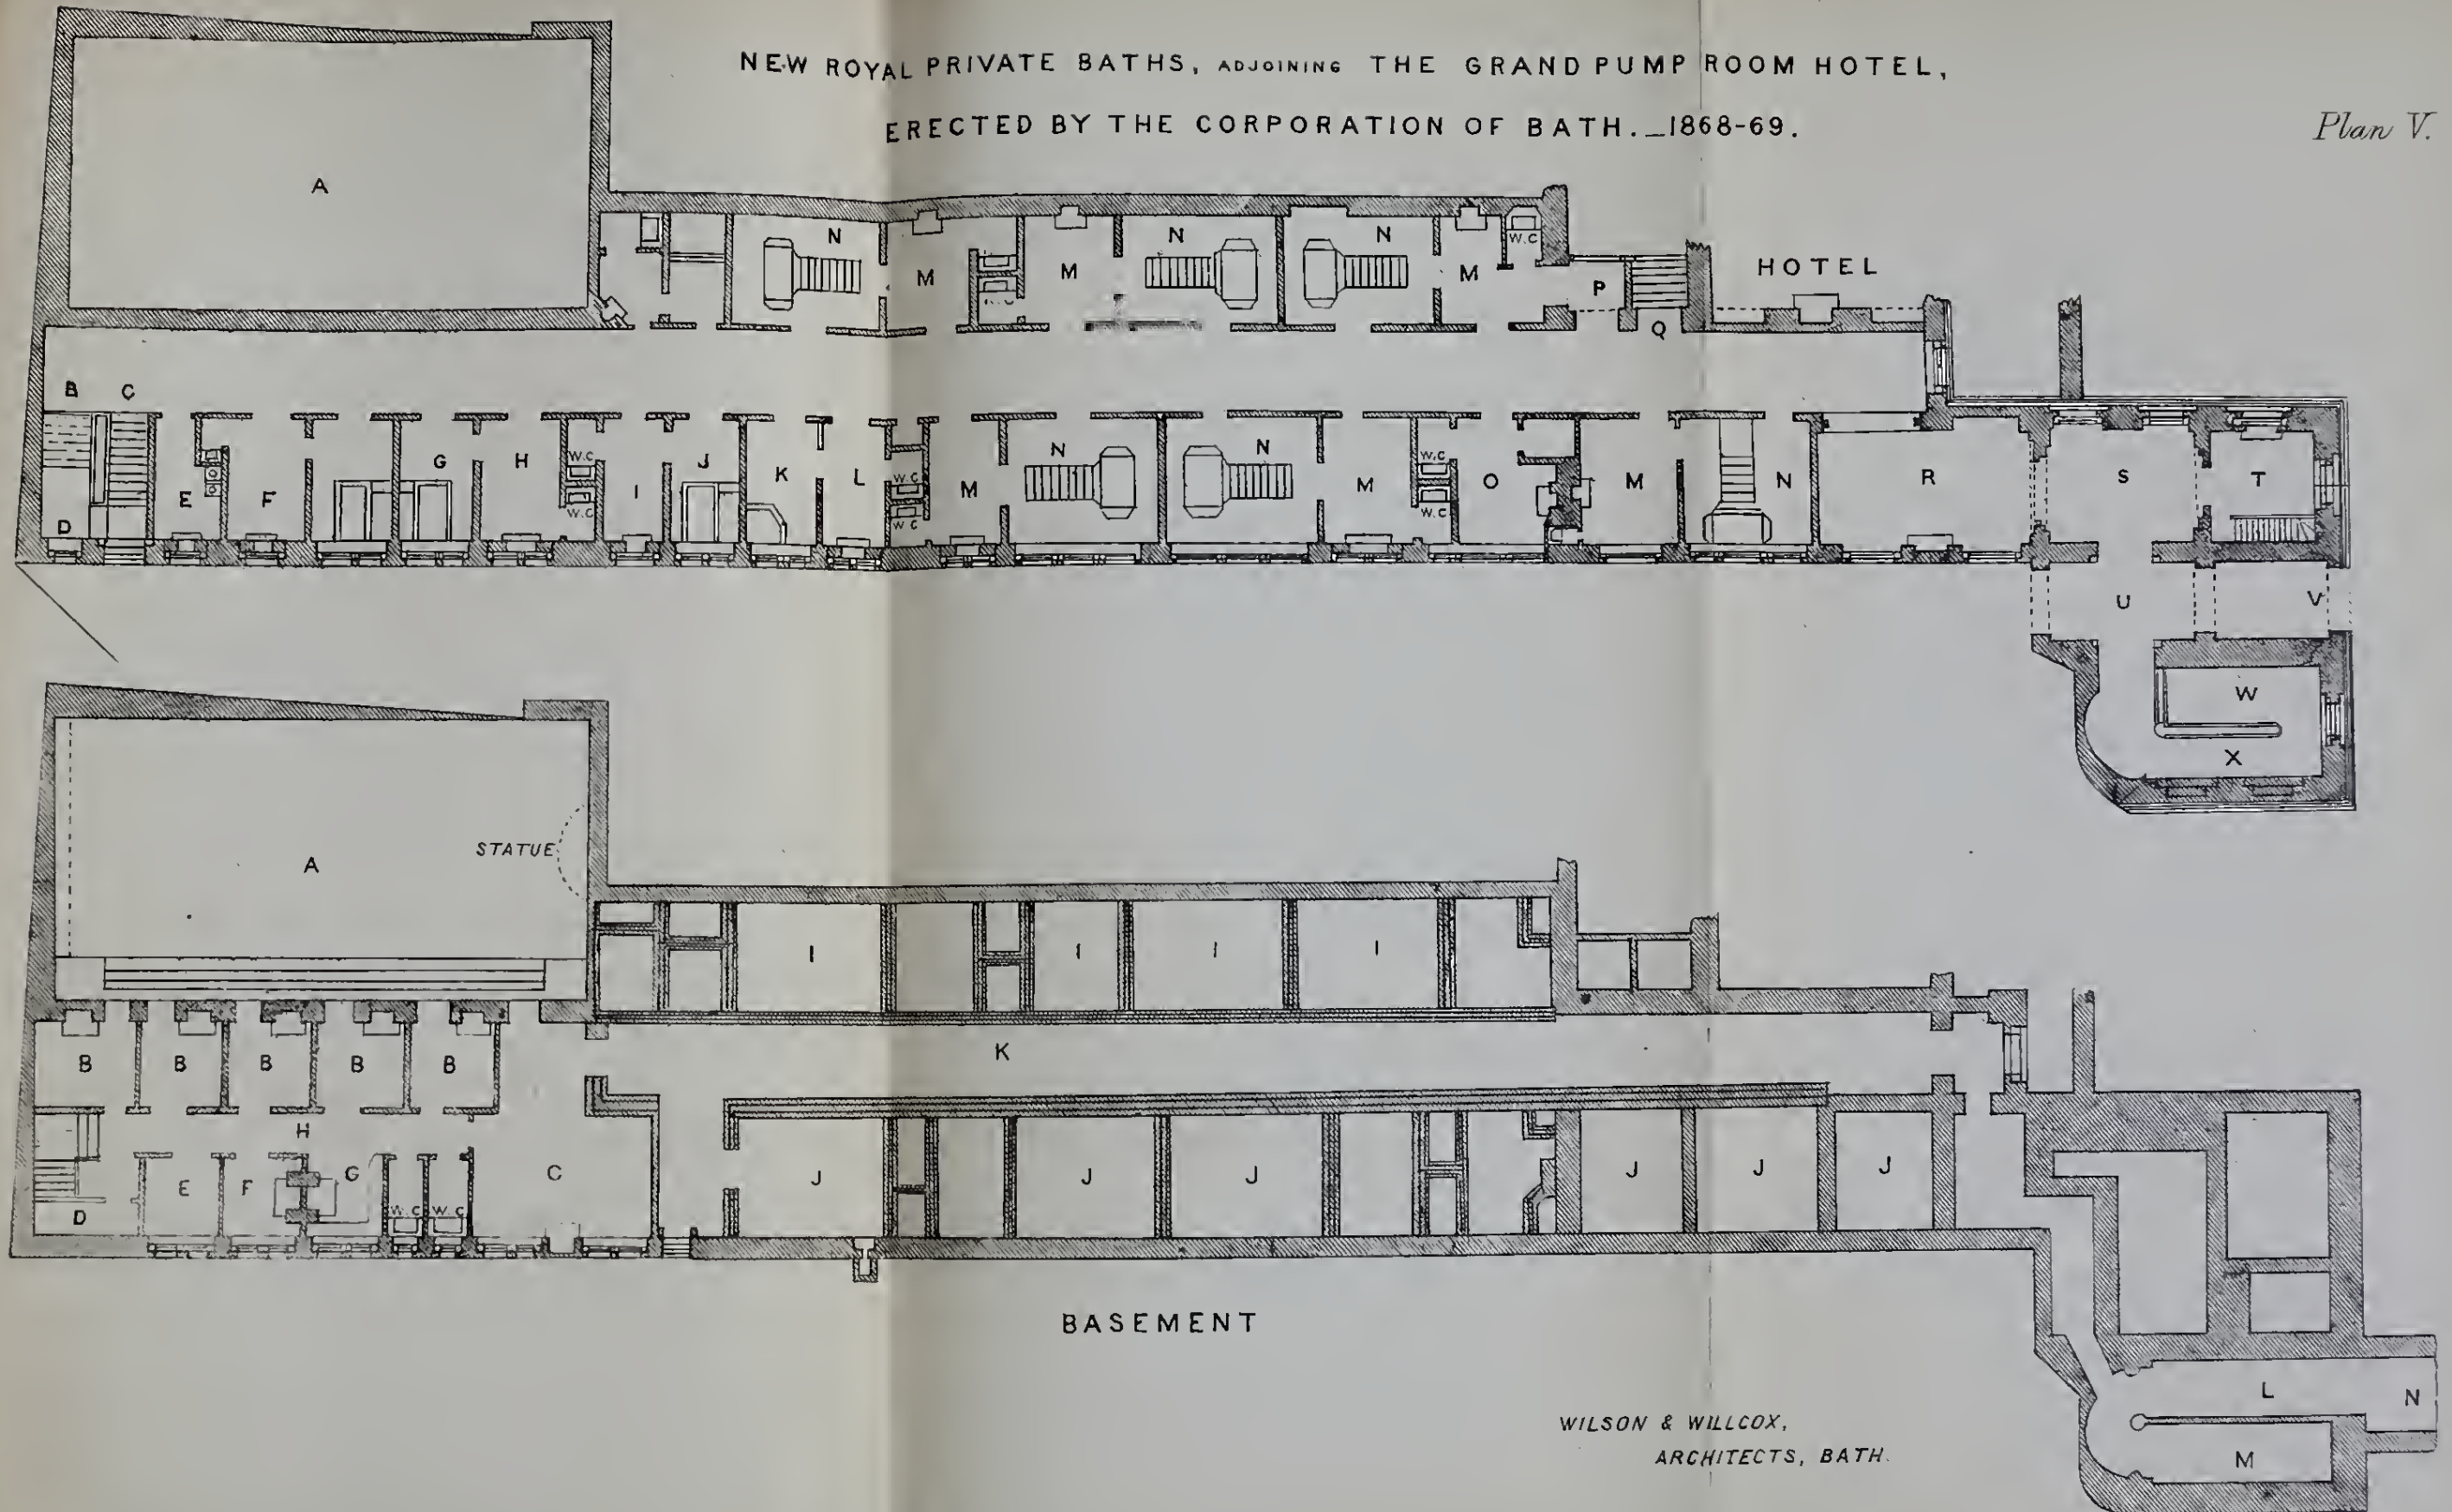 NEW ROYAL PRIVATE BATHS, ADJOINING THE GRAND PUMP ROOM HOTEL,
ERECTED BY THE CORPORATION OF BATH._1868-69.
Plan V.
A
N M M N N M W.C
P HOTEL
Q
B C
E F G H W.C I J K L W.C M N N M W.C O M N R S T
D W.C W.C W.C
U V
W
X
STATUE
A
I I I I
K
B B B B B
H
E F G C J J J J J J
D W.C W.C
BASEMENT
L N
M
WILSON & WILLCOX,
ARCHITECTS, BATH.